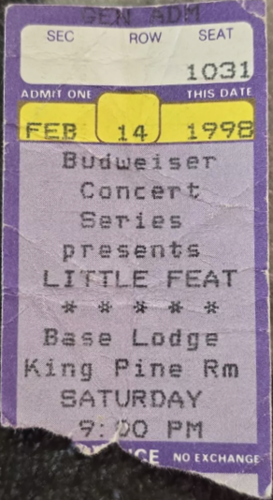 GEN ADM
SEC ROW SEAT
1031
ADMIT ONE THIS DATE
FEB 14 1998
Budweiser
Concert
Series
presents
LITTLE FEAT
* * * * *
Base Lodge
King Pine Rm
SATURDAY
9:00 PM
NO EXCHANGE